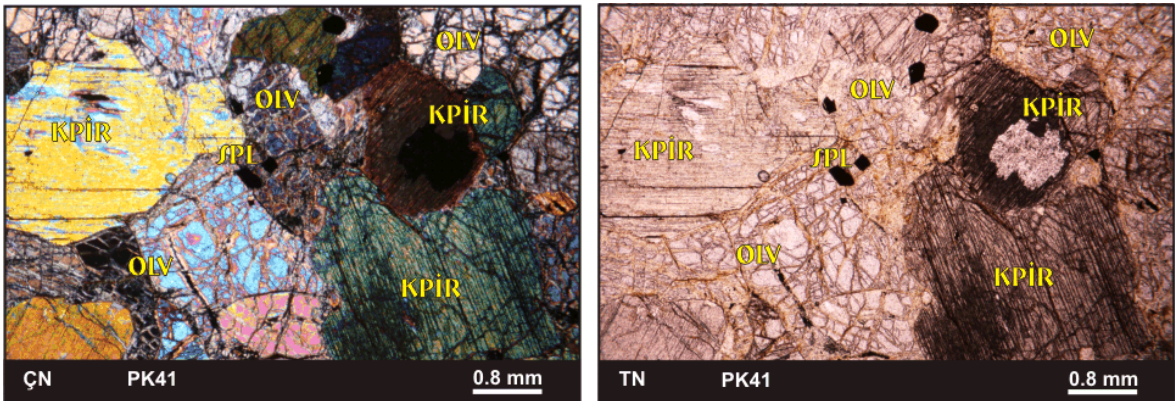 OLV
OLV
KPİR
KPİR
SPL
OLV
KPİR
ÇN PK41 0.8 mm
OLV
OLV
KPİR
KPİR
SPL
OLV
KPİR
TN PK41 0.8 mm